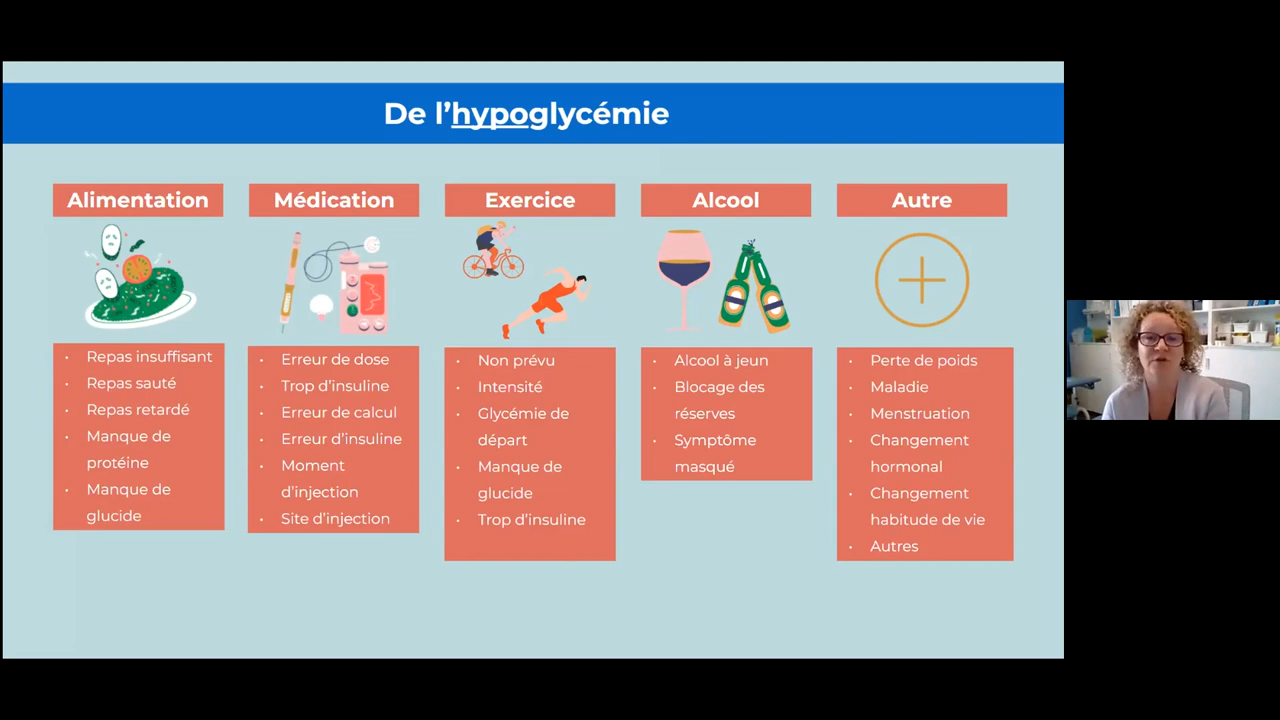 De l'hypoglycémie
Alimentation
Repas insuffisant
Repas sauté
Repas retardé
Manque de
protéine
Manque de
glucide
Médication
Erreur de dose
Trop d'insuline
Erreur de calcul
Erreur d'insuline
Moment
d'injection
Site d'injection
Exercice
Non prévu
Intensité
Glycémie de
départ
Manque de
glucide
Trop d'insuline
Alcool
Alcool à jeun
Blocage des
réserves
Symptôme
masqué
Autre
Perte de poids
Maladie
Menstruation
Changement
hormonal
Changement
habitude de vie
Autres